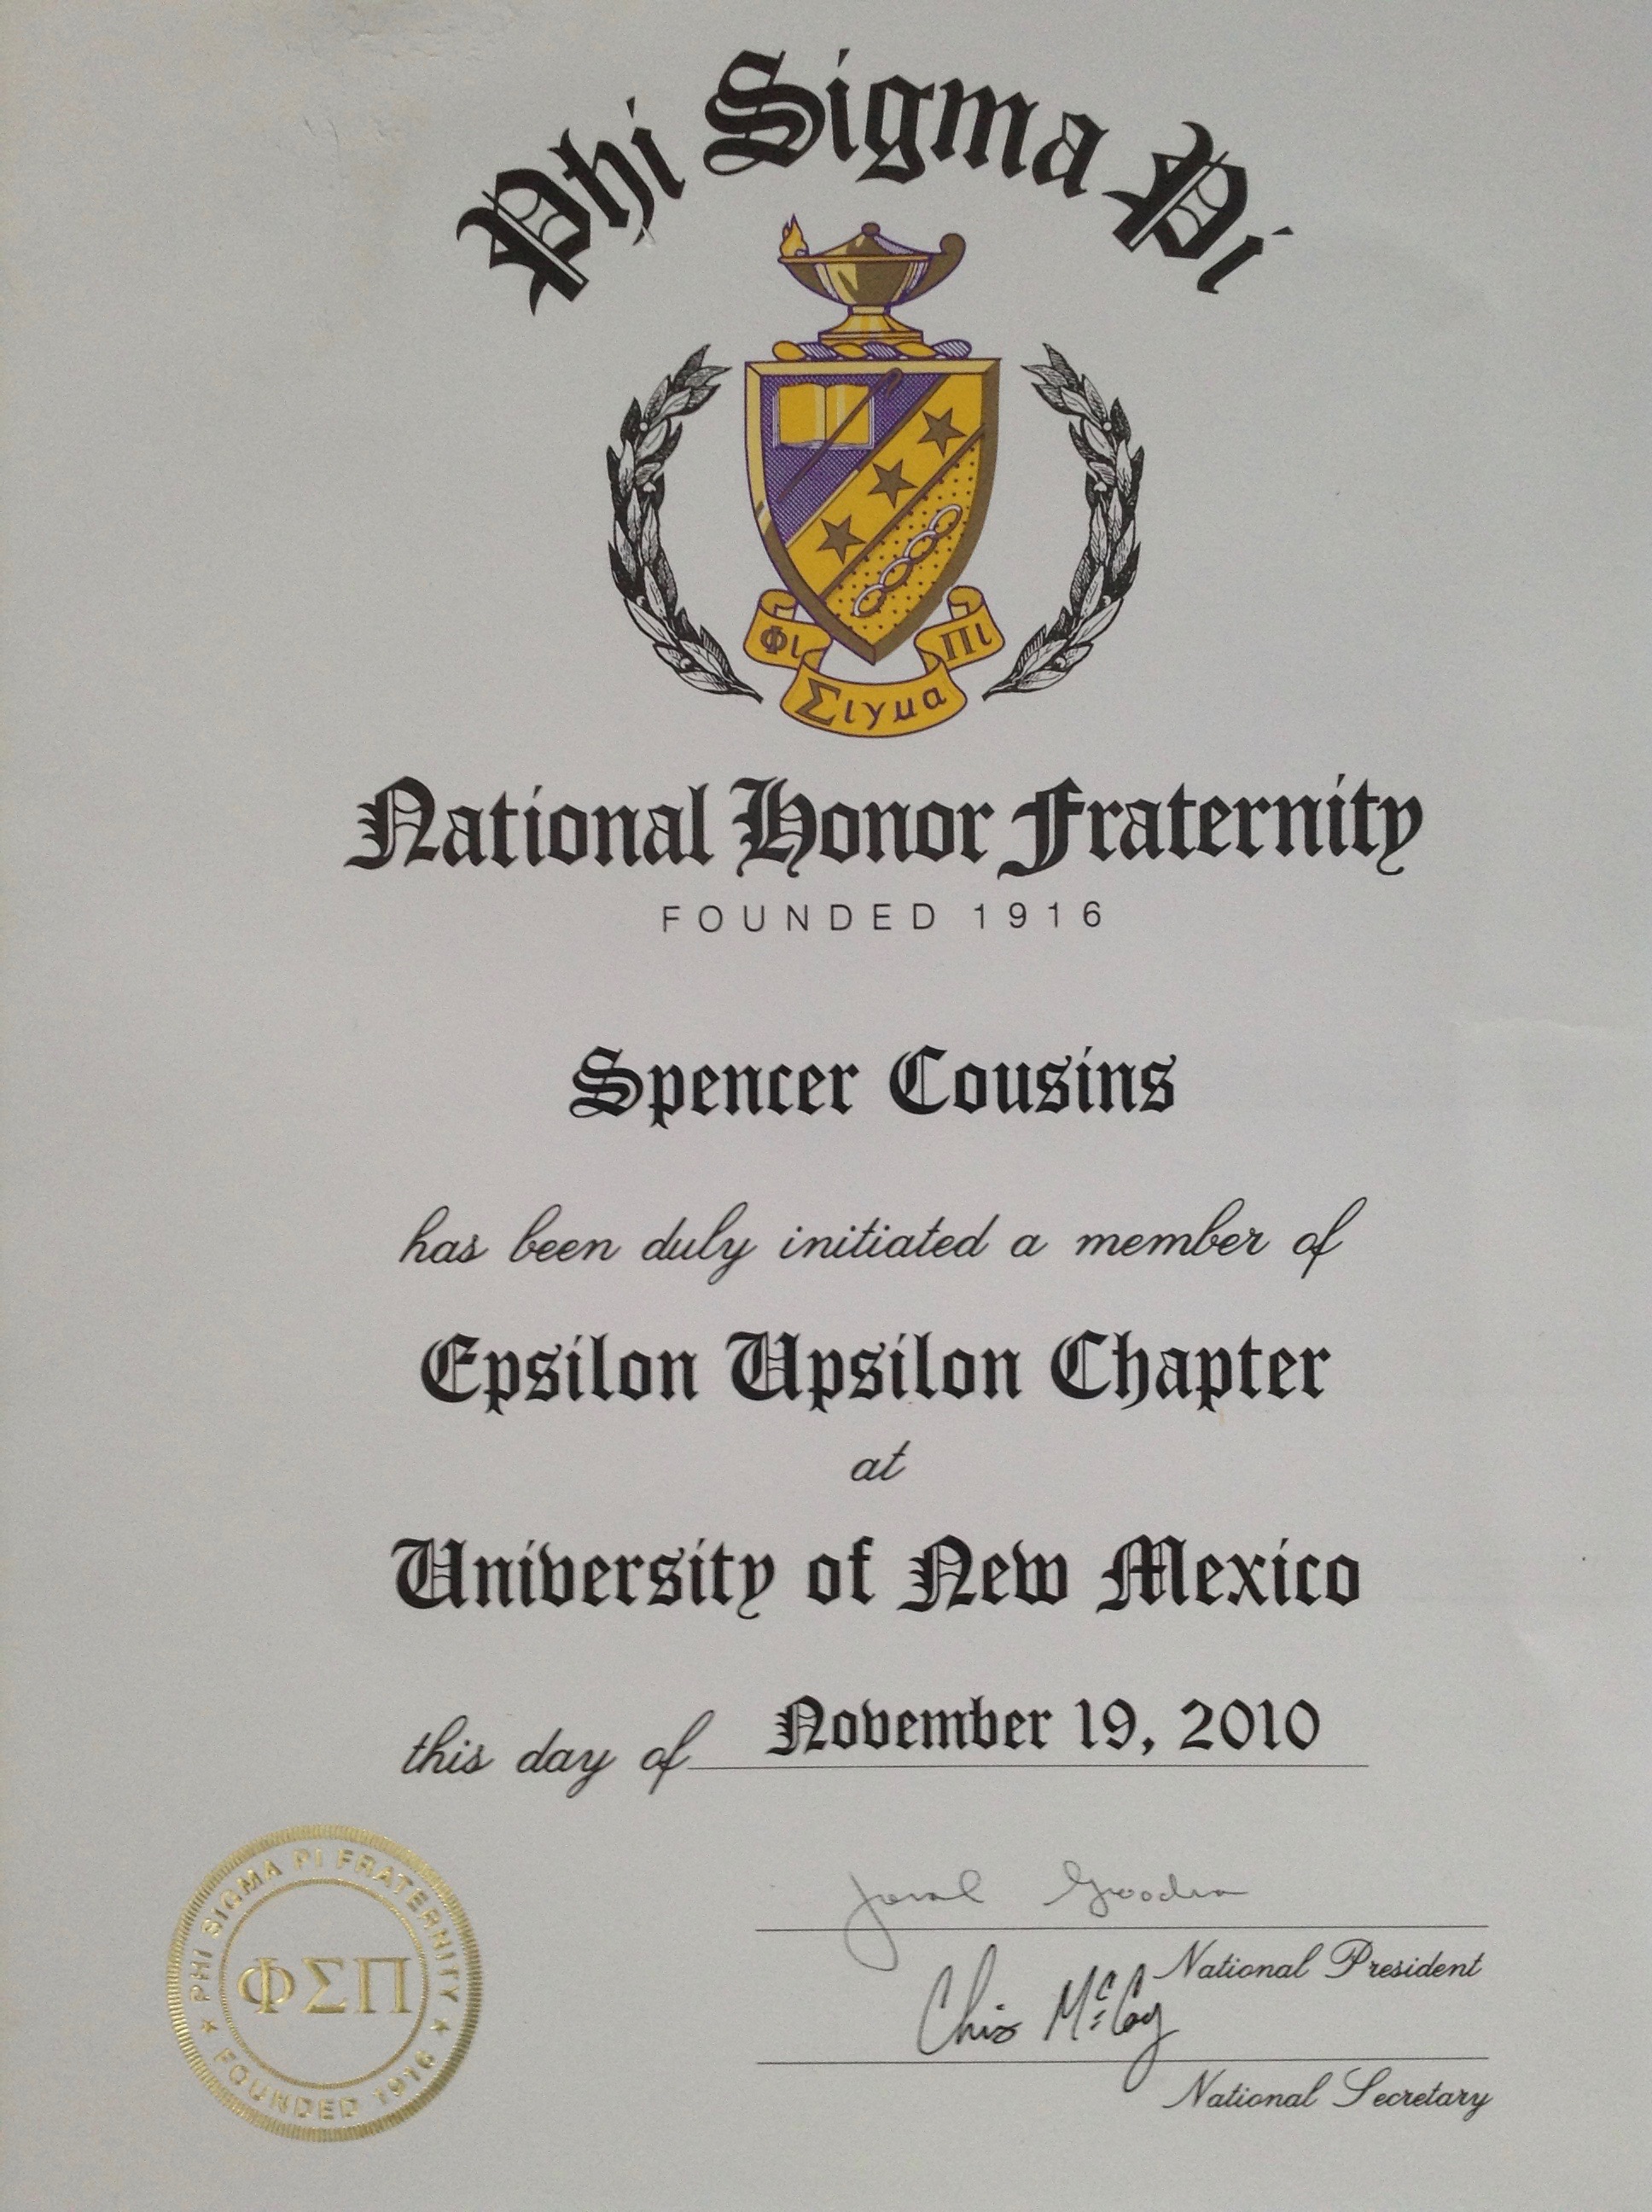 Phi Sigma Pi
Φι Σιγμα Πι
National Honor Fraternity
FOUNDED 1916
Spencer Cousins
has been duly initiated a member of
Epsilon Upsilon Chapter
at
University of New Mexico
this day of November 19, 2010
National President
Chris McCoy
National Secretary
PHI SIGMA PI FRATERNITY
ΦΣΠ
FOUNDED 1916